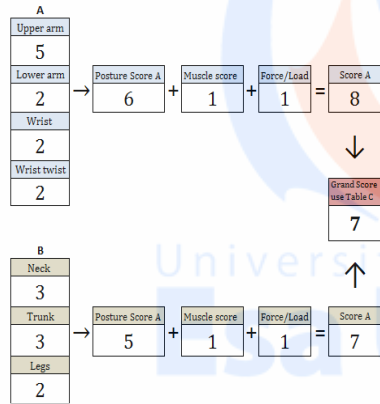 A
Upper arm
5
Lower arm
2
Wrist
2
Wrist twist
2
→
Posture Score A
6
+
Muscle score
1
+
Force/Load
1
=
Score A
8
↓
Grand Score
use Table C
7
↑
B
Neck
3
Trunk
3
Legs
2
→
Posture Score A
5
+
Muscle score
1
+
Force/Load
1
=
Score A
7
Universi
Esa